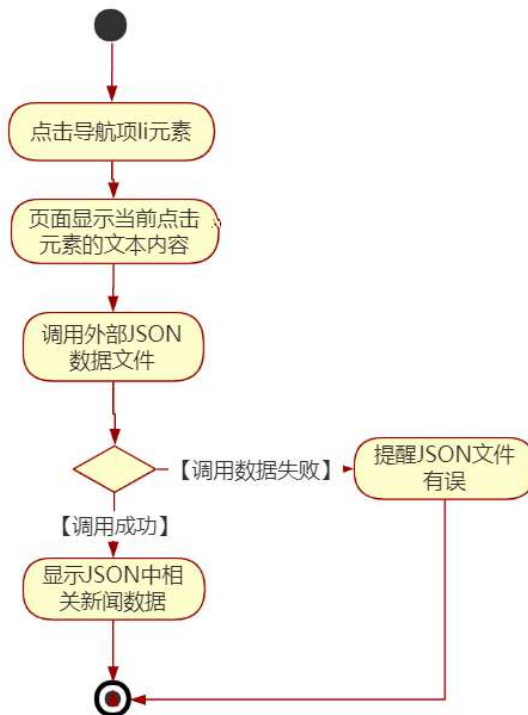 点击导航项li元素
页面显示当前点击
元素的文本内容
调用外部JSON
数据文件
【调用数据失败】
提醒JSON文件
有误
【调用成功】
显示JSON中相
关新闻数据